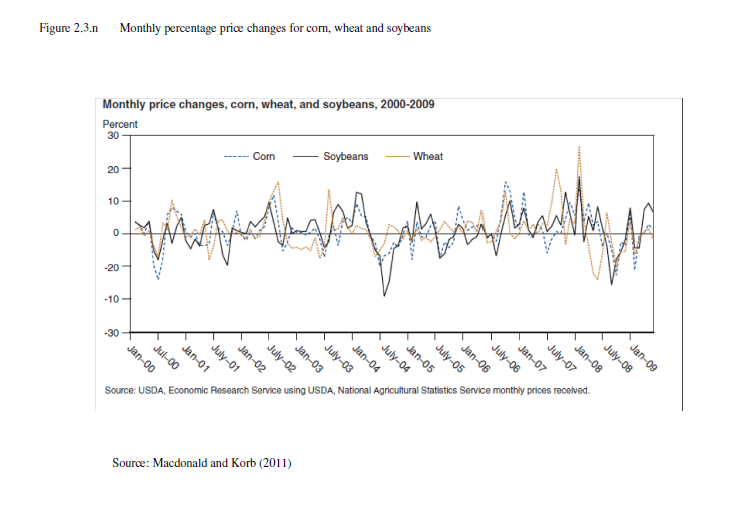 Figure 2.3.n Monthly percentage price changes for corn, wheat and soybeans
Monthly price changes, corn, wheat, and soybeans, 2000-2009
Percent
30
Corn Soybeans Wheat
20
10
0
-20
-10
-30
Jan-00 Jul-00 Jan-01 July-01 Jan-02 July-02 Jan-03 July-03 Jan-04 July-04 Jan-05 July-05 Jan-06 July-06 Jan-07 July-07 Jan-08 July-08 Jan-09
Source: USDA, Economic Research Service using USDA, National Agricultural Statistics Service monthly prices received.
Source: Macdonald and Korb (2011)